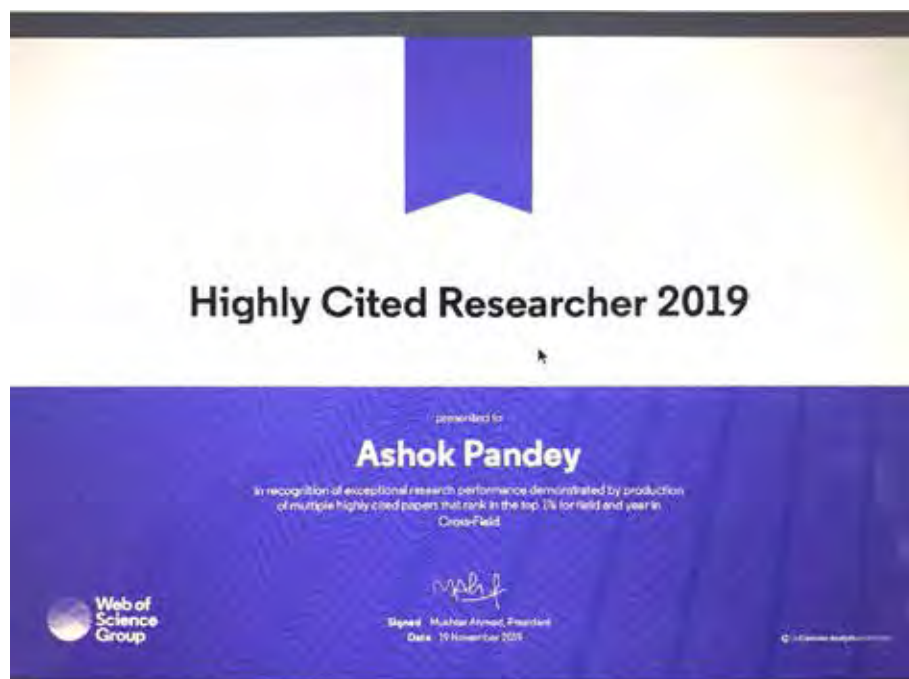 Highly Cited Researcher 2019
presented to
Ashok Pandey
in recognition of exceptional research performance demonstrated by production
of multiple highly cited papers that rank in the top 1% for field and year in
Cross-Field
Signed Mukhtar Ahmed, President
Date 19 November 2019
Web of
Science
Group